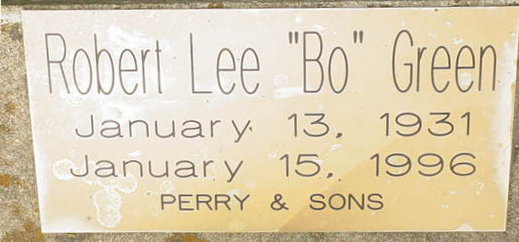 Robert Lee "Bo" Green
January 13, 1931
January 15, 1996
PERRY & SONS